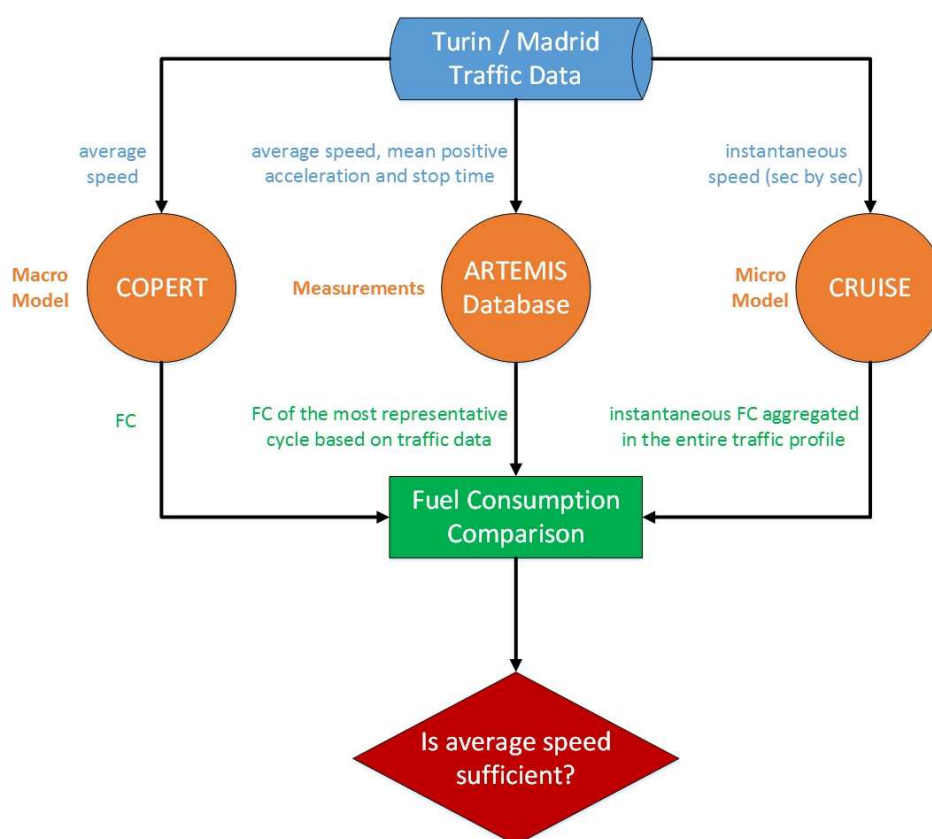 Turin / Madrid
Traffic Data
average
speed
average speed, mean positive
acceleration and stop time
instantaneous
speed (sec by sec)
Macro
Model
COPERT
Measurements
ARTEMIS
Database
Micro
Model
CRUISE
FC
FC of the most representative
cycle based on traffic data
instantaneous FC aggregated
in the entire traffic profile
Fuel Consumption
Comparison
Is average speed
sufficient?